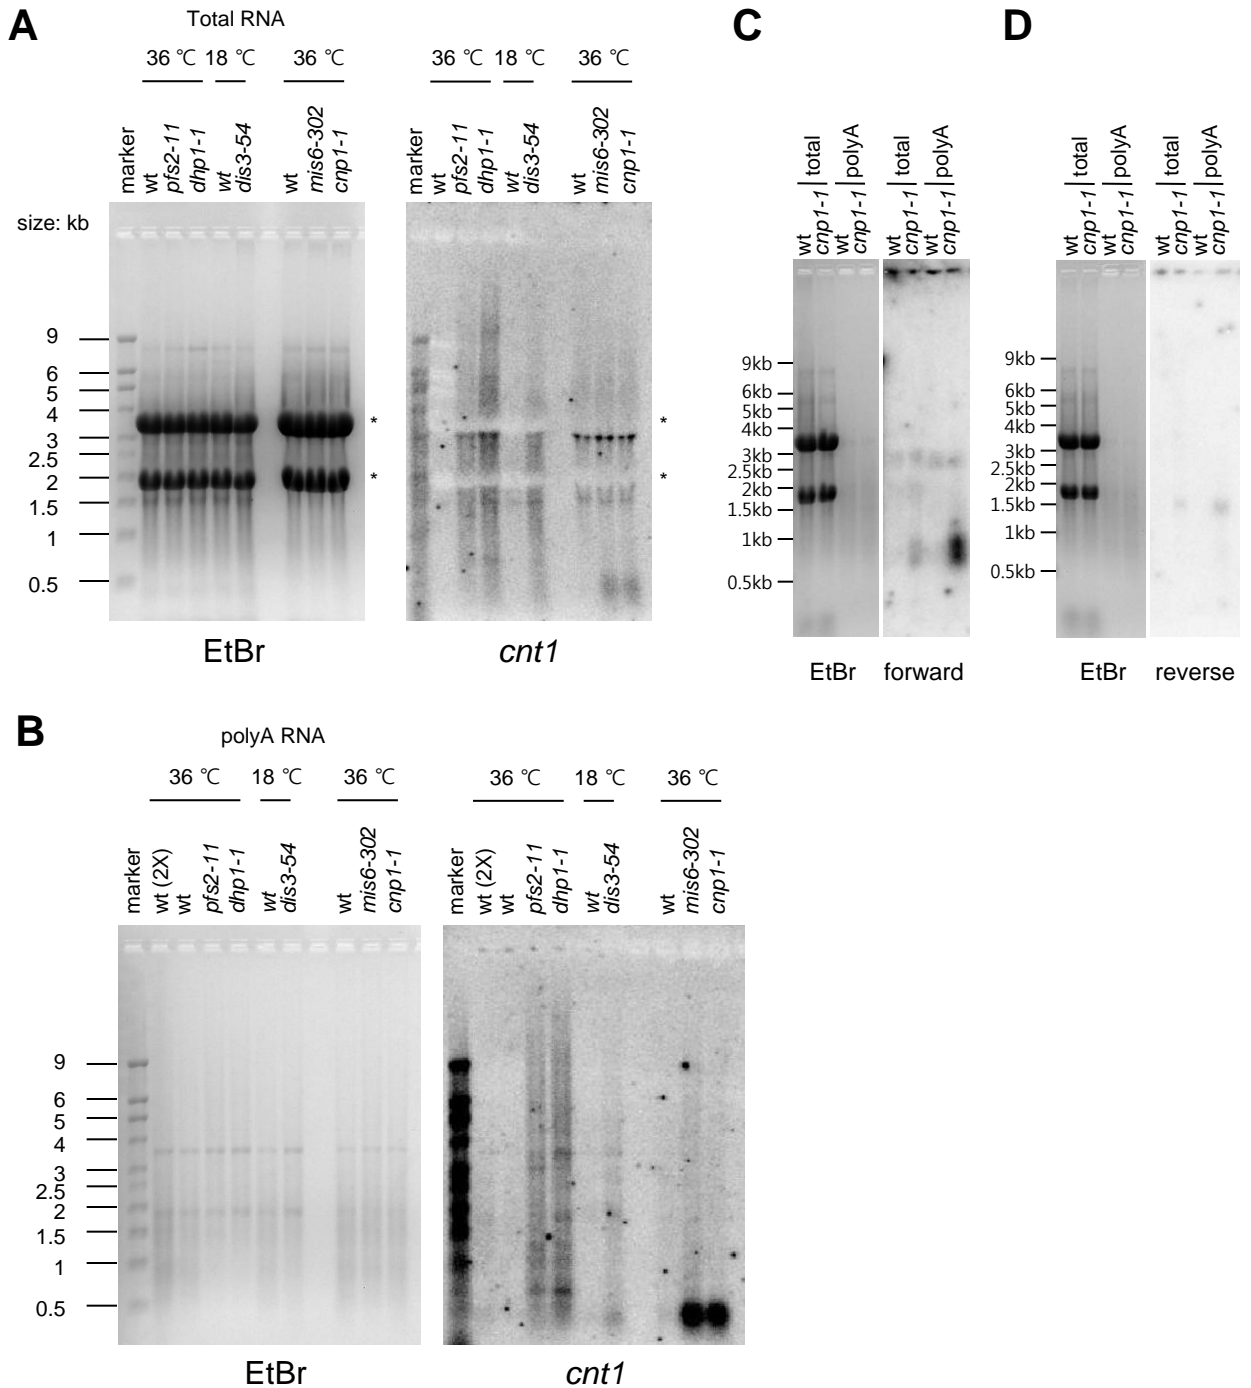 A
Total RNA
36 °C 18 °C 36 °C
36 °C 18 °C 36 °C
marker wt pfs2-11 dhp1-1 wt dis3-54 wt mis6-302 cnp1-1
marker wt pfs2-11 dhp1-1 wt dis3-54 wt mis6-302 cnp1-1
size: kb
9
6
5
4
3
2.5
2
1.5
1
0.5
* *
* *
EtBr cnt1
C
total polyA total polyA
wt cnp1-1 wt cnp1-1 wt cnp1-1 wt cnp1-1
9kb
6kb
5kb
4kb
3kb
2.5kb
2kb
1.5kb
1kb
0.5kb
EtBr forward
D
total polyA total polyA
wt cnp1-1 wt cnp1-1 wt cnp1-1 wt cnp1-1
9kb
6kb
5kb
4kb
3kb
2.5kb
2kb
1.5kb
1kb
0.5kb
EtBr reverse
B
polyA RNA
36 °C 18 °C 36 °C
36 °C 18 °C 36 °C
marker wt (2X) wt pfs2-11 dhp1-1 wt dis3-54 wt mis6-302 cnp1-1
marker wt (2X) wt pfs2-11 dhp1-1 wt dis3-54 wt mis6-302 cnp1-1
9
6
5
4
3
2.5
2
1.5
1
0.5
EtBr cnt1